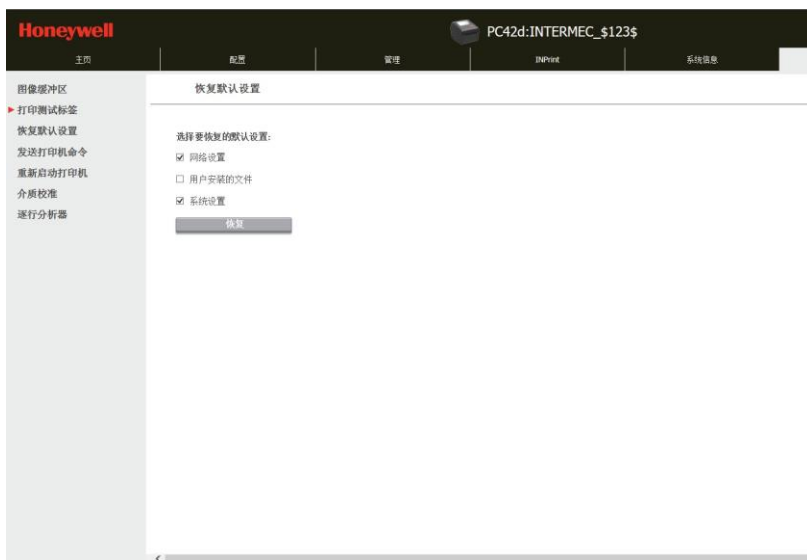 Honeywell
PC42d:INTERMEC_$123$
主页 配置 管理 INPrint 系统信息
图像缓冲区
打印测试标签
恢复默认设置
发送打印机命令
重新启动打印机
介质校准
逐行分析器
恢复默认设置
选择要恢复的默认设置:
网络设置
用户安装的文件
系统设置
恢复